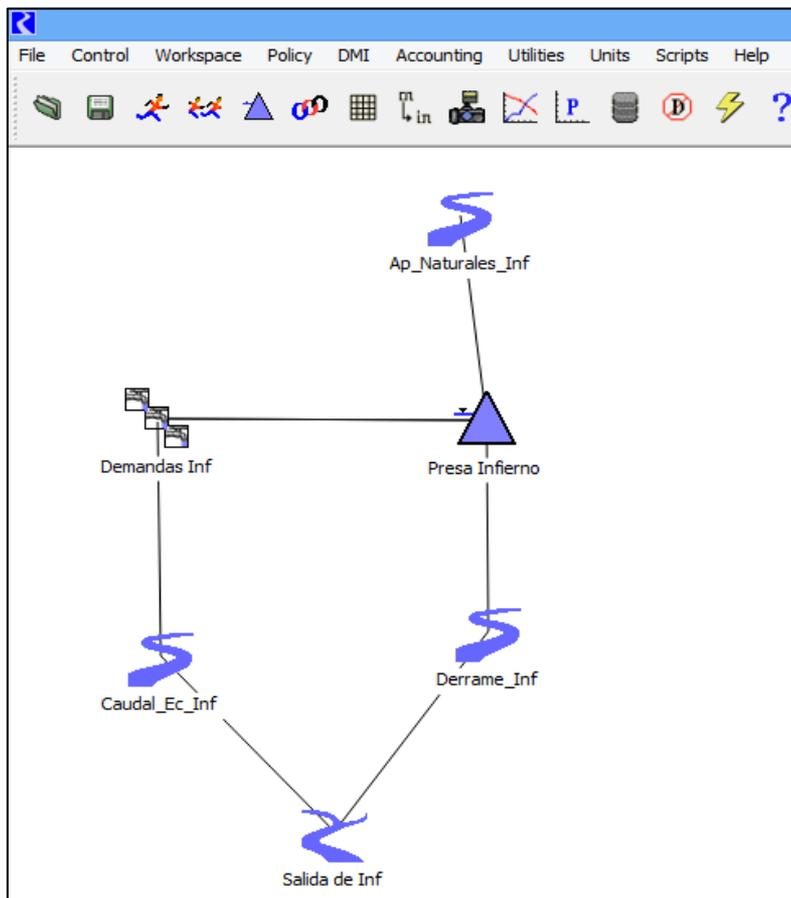 File Control Workspace Policy DMI Accounting Utilities Units Scripts Help
m in P D ?
Ap_Naturales_Inf
Demandas Inf Presa Infierno
Derrame_Inf
Caudal_Ec_Inf
Salida de Inf